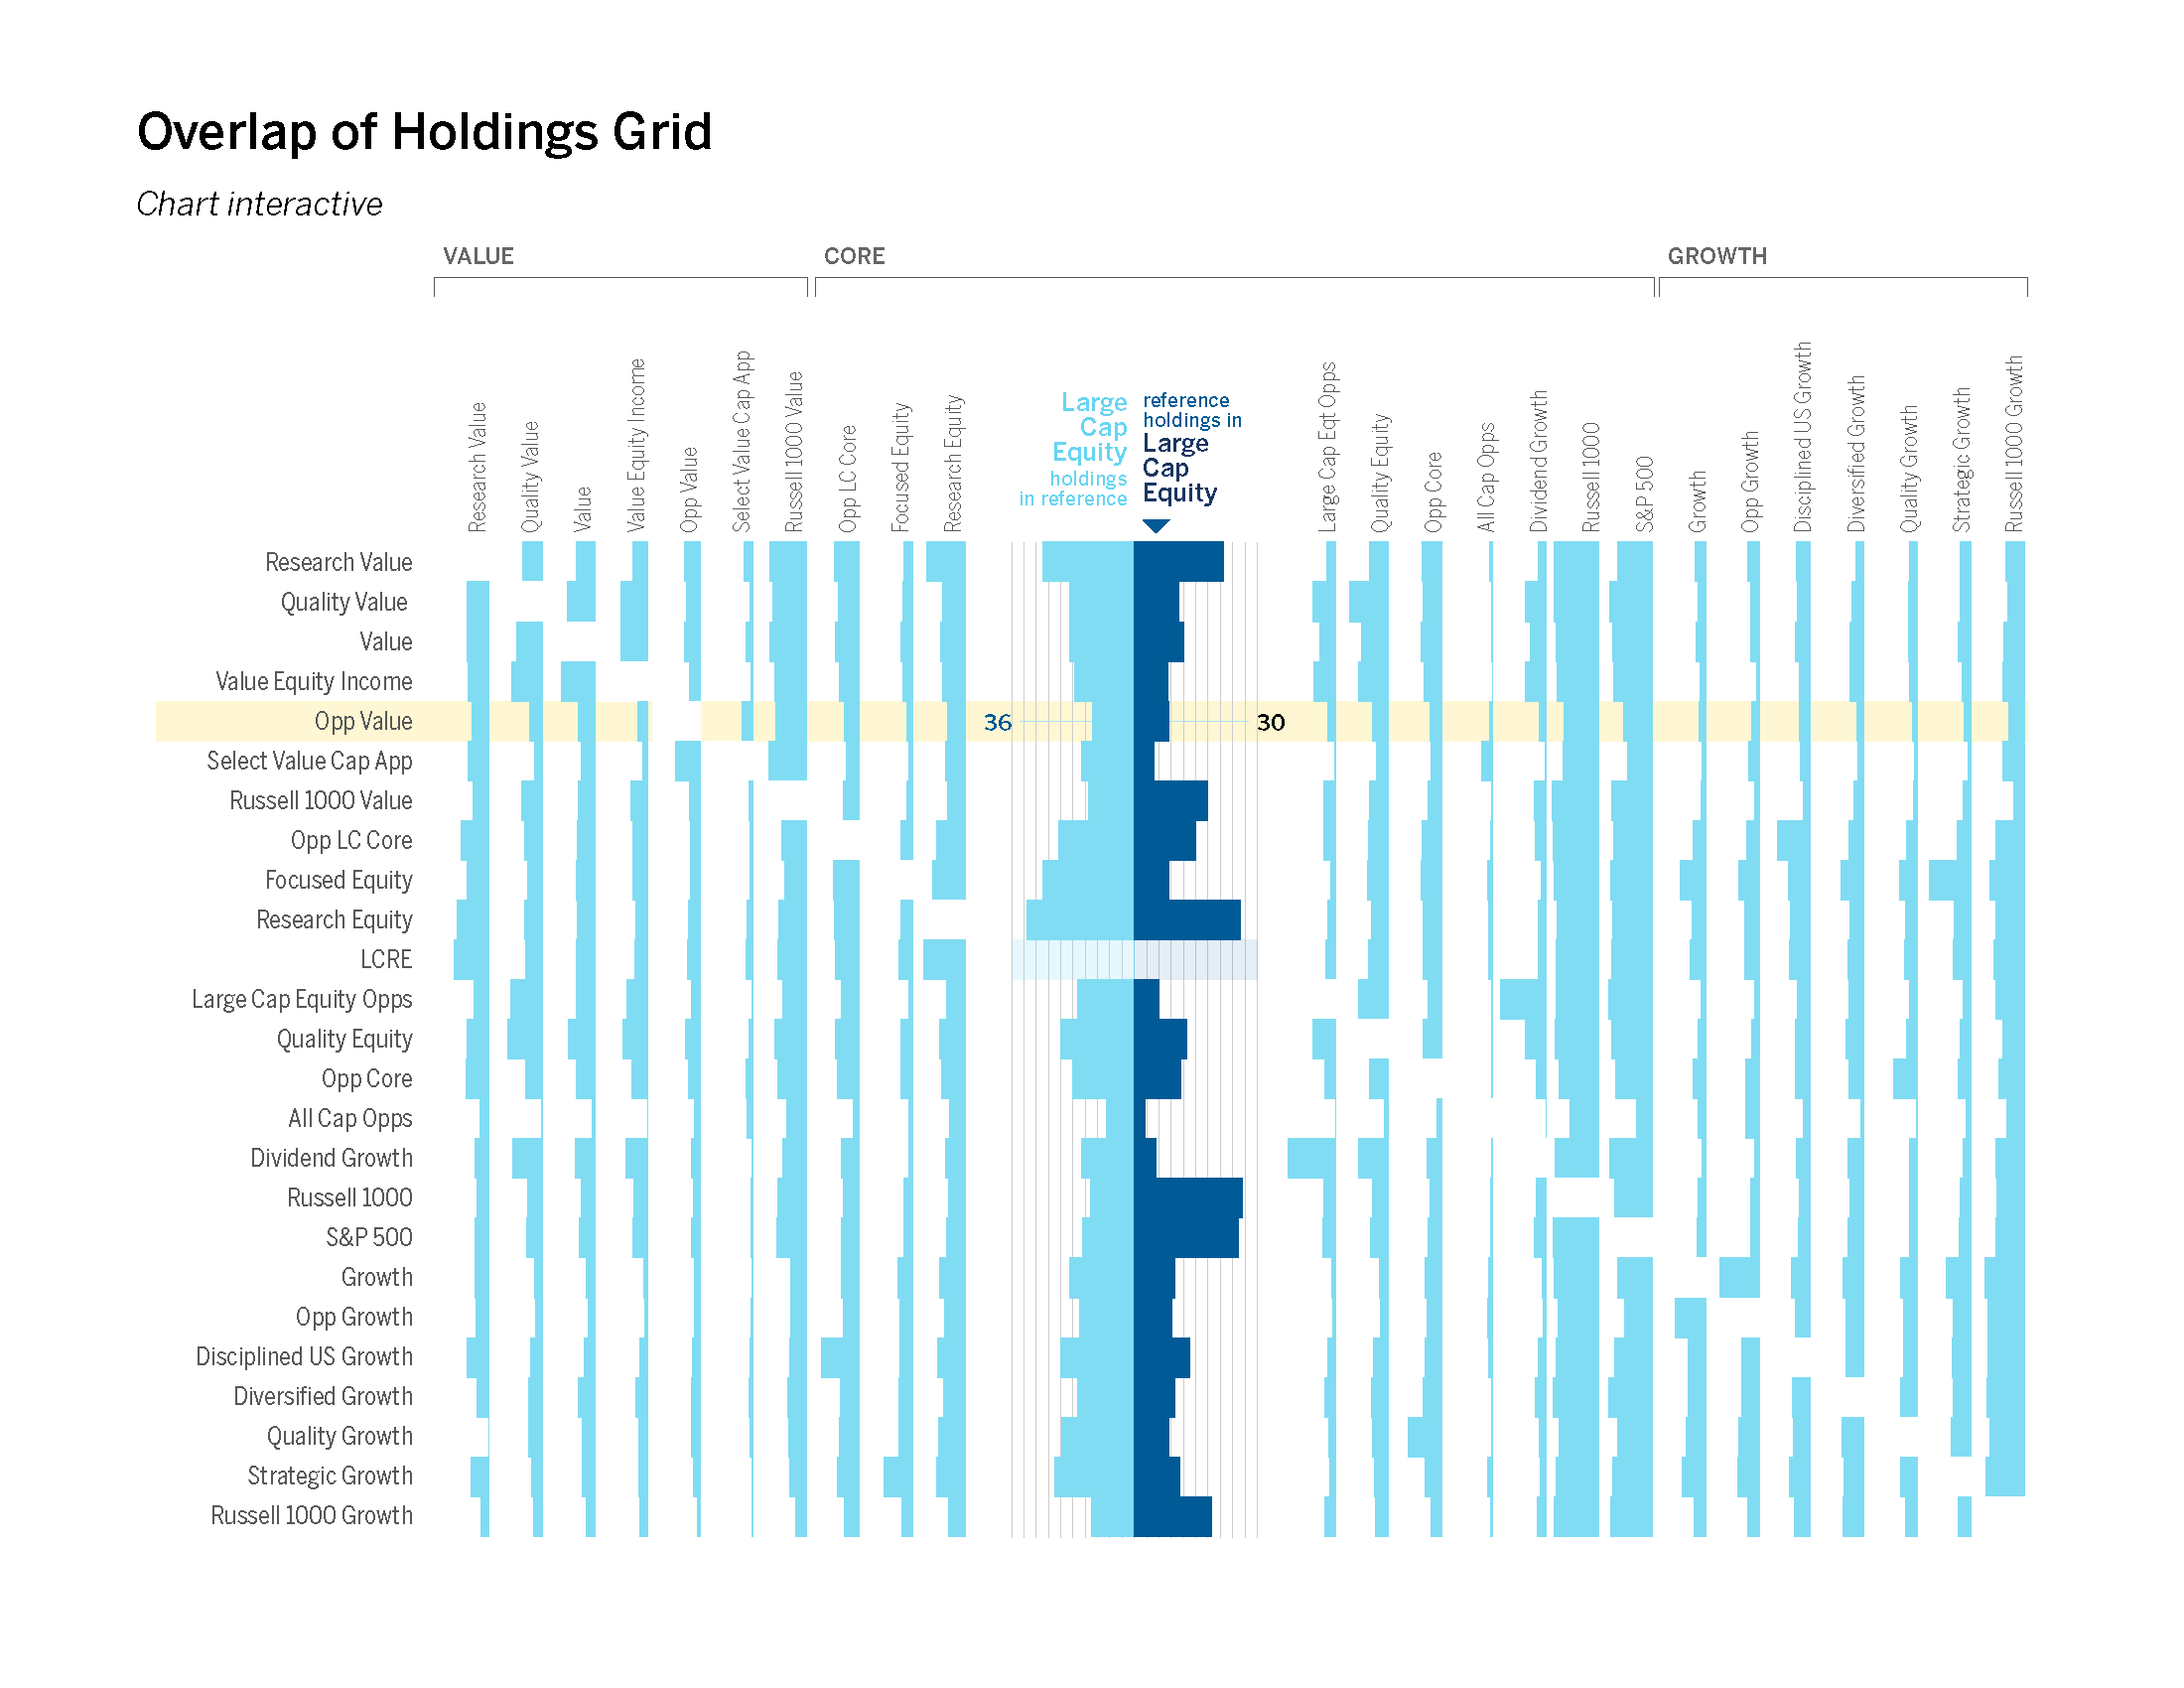 Overlap of Holdings Grid
Chart interactive
VALUE
CORE
GROWTH
Research Value
Quality Value
Value
Value Equity Income
Opp Value
Select Value Cap App
Russell 1000 Value
Opp LC Core
Focused Equity
Research Equity
Large
Cap
Equity
holdings
in reference
reference
holdings in
Large
Cap
Equity
Large Cap Eqt Opps
Quality Equity
Opp Core
All Cap Opps
Dividend Growth
Russell 1000
S&P 500
Growth
Opp Growth
Disciplined US Growth
Diversified Growth
Quality Growth
Strategic Growth
Russell 1000 Growth
Research Value
Quality Value
Value
Value Equity Income
Opp Value 36 30
Select Value Cap App
Russell 1000 Value
Opp LC Core
Focused Equity
Research Equity
LCRE
Large Cap Equity Opps
Quality Equity
Opp Core
All Cap Opps
Dividend Growth
Russell 1000
S&P 500
Growth
Opp Growth
Disciplined US Growth
Diversified Growth
Quality Growth
Strategic Growth
Russell 1000 Growth